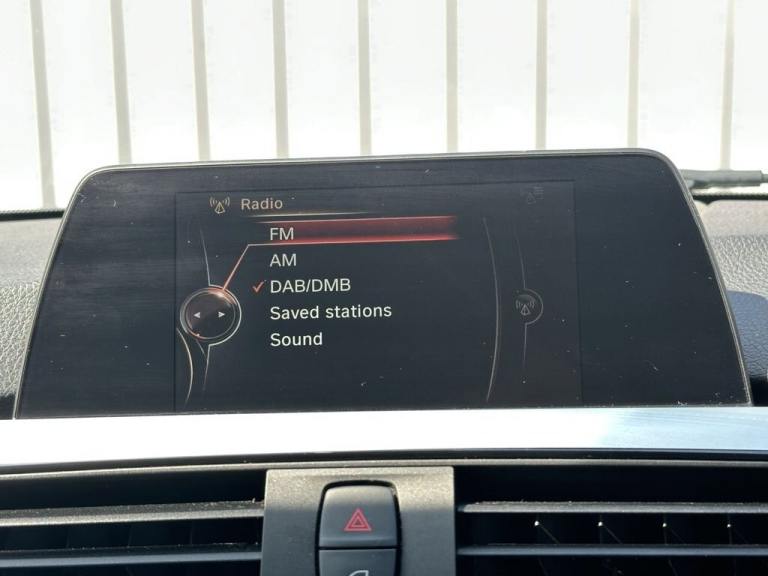 Radio
FM
AM
DAB/DMB
Saved stations
Sound